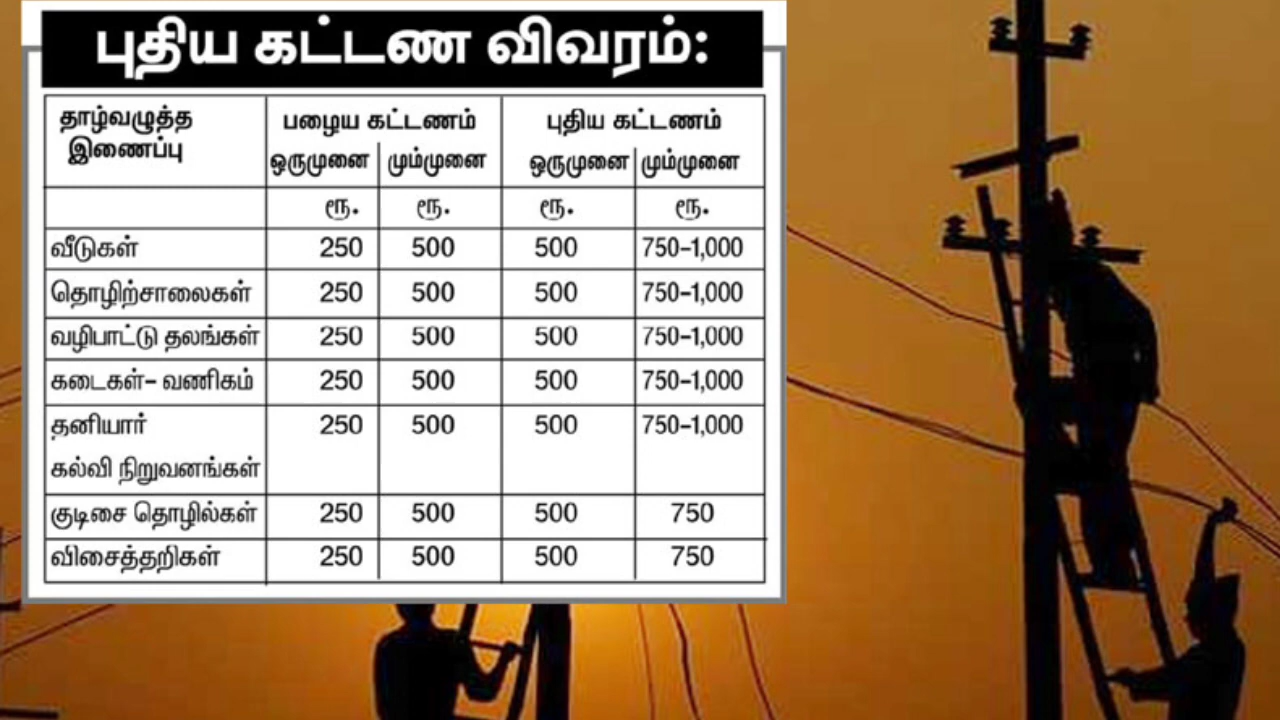 புதிய கட்டண விவரம்:
தாழ்வழுத்த இணைப்பு பழைய கட்டணம் புதிய கட்டணம்
ஒருமுனை மும்முனை ஒருமுனை மும்முனை
ரூ. ரூ. ரூ. ரூ.
வீடுகள் 250 500 500 750-1,000
தொழிற்சாலைகள் 250 500 500 750-1,000
வழிபாட்டு தலங்கள் 250 500 500 750-1,000
கடைகள்- வணிகம் 250 500 500 750-1,000
தனியார் 250 500 500 750-1,000
கல்வி நிறுவனங்கள்
குடிசை தொழில்கள் 250 500 500 750
விசைத்தறிகள் 250 500 500 750